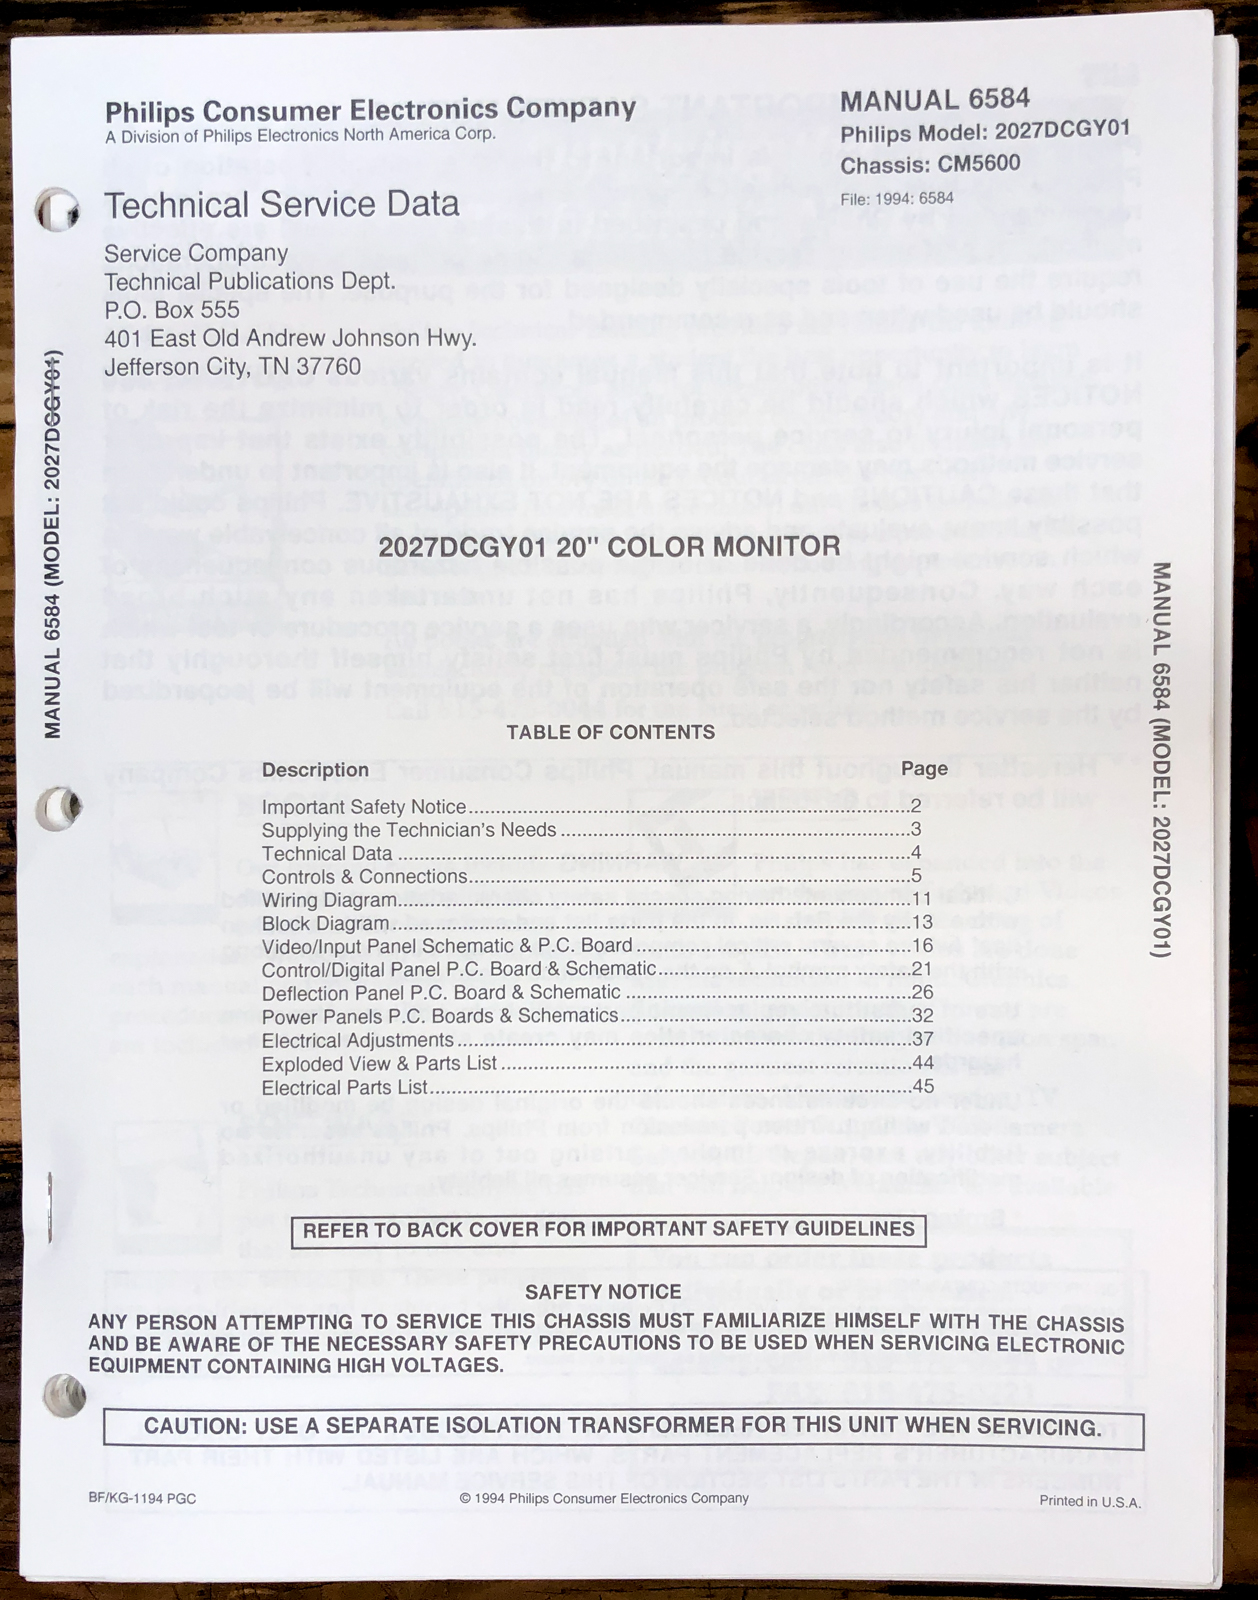 Philips Consumer Electronics Company
A Division of Philips Electronics North America Corp.
MANUAL 6584
Philips Model: 2027DCGY01
Chassis: CM5600
File: 1994: 6584
Technical Service Data
Service Company
Technical Publications Dept.
P.O. Box 555
401 East Old Andrew Johnson Hwy.
Jefferson City, TN 37760
MANUAL 6584 (MODEL: 2027DCGY01)
2027DCGY01 20" COLOR MONITOR
MANUAL 6584 (MODEL: 2027DCGY01)
TABLE OF CONTENTS
Description Page
Important Safety Notice 2
Supplying the Technician's Needs 3
Technical Data 4
Controls & Connections 5
Wiring Diagram 11
Block Diagram 13
Video/Input Panel Schematic & P.C. Board 16
Control/Digital Panel P.C. Board & Schematic 21
Deflection Panel P.C. Board & Schematic 26
Power Panels P.C. Boards & Schematics 32
Electrical Adjustments 37
Exploded View & Parts List 44
Electrical Parts List 45
REFER TO BACK COVER FOR IMPORTANT SAFETY GUIDELINES
SAFETY NOTICE
ANY PERSON ATTEMPTING TO SERVICE THIS CHASSIS MUST FAMILIARIZE HIMSELF WITH THE CHASSIS
AND BE AWARE OF THE NECESSARY SAFETY PRECAUTIONS TO BE USED WHEN SERVICING ELECTRONIC
EQUIPMENT CONTAINING HIGH VOLTAGES.
CAUTION: USE A SEPARATE ISOLATION TRANSFORMER FOR THIS UNIT WHEN SERVICING.
BF/KG-1194 PGC
© 1994 Philips Consumer Electronics Company
Printed in U.S.A.